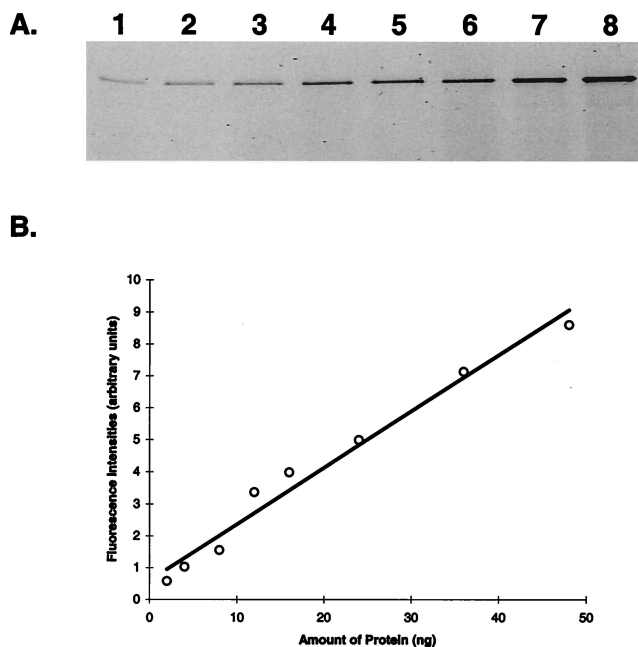 A.
1 2 3 4 5 6 7 8
B.
10
9
8
7
6
5
4
3
2
1
0
Fluorescence Intensities (arbitrary units)
0 10 20 30 40 50
Amount of Protein (ng)